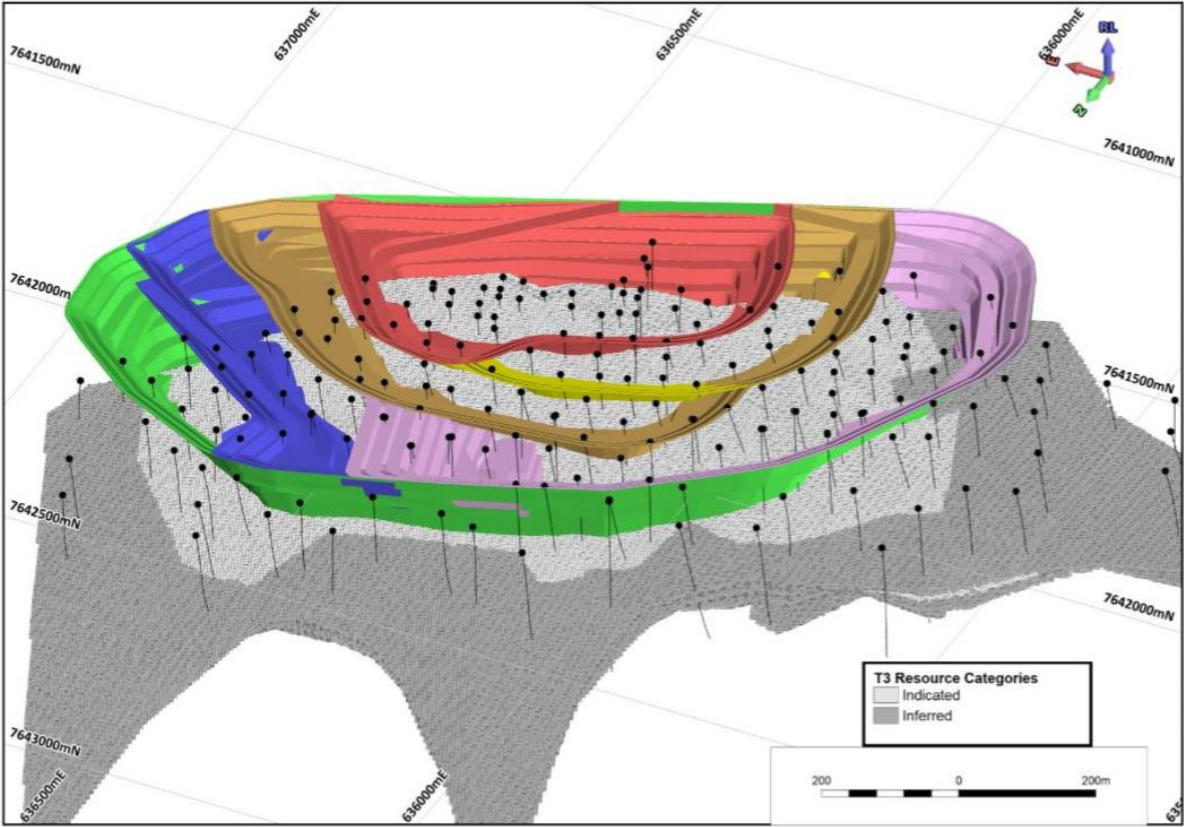 637000mE
636500mE
636000mE
RL
E
N
7641500mN
7641000mN
7642000m
7641500mN
7642500mN
7642000mN
7643000mN
636500mE
636000mE
T3 Resource Categories
Indicated
Inferred
200 0 200m